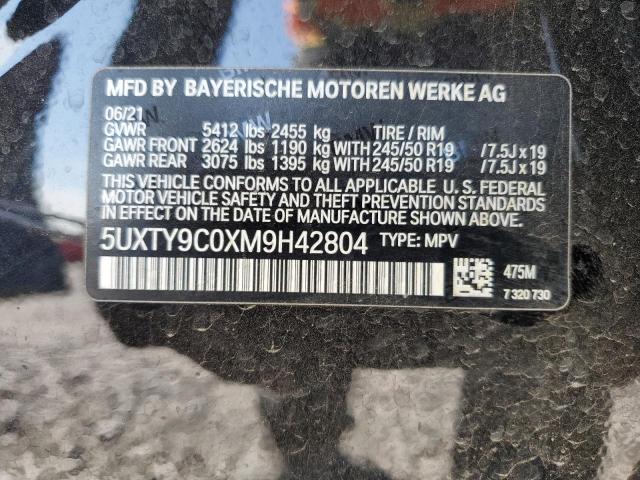 MFD BY BAYERISCHE MOTOREN WERKE AG
06/21
GVWR 5412 lbs 2455 kg TIRE / RIM
GAWR FRONT 2624 lbs 1190 kg WITH 245/50 R19 / 7.5J x 19
GAWR REAR 3075 lbs 1395 kg WITH 245/50 R19 / 7.5J x 19
THIS VEHICLE CONFORMS TO ALL APPLICABLE U. S. FEDERAL
MOTOR VEHICLE SAFETY AND THEFT PREVENTION STANDARDS
IN EFFECT ON THE DATE OF MANUFACTURE SHOWN ABOVE.
5UXTY9C0XM9H42804 TYPE: MPV
475M
7 320 730